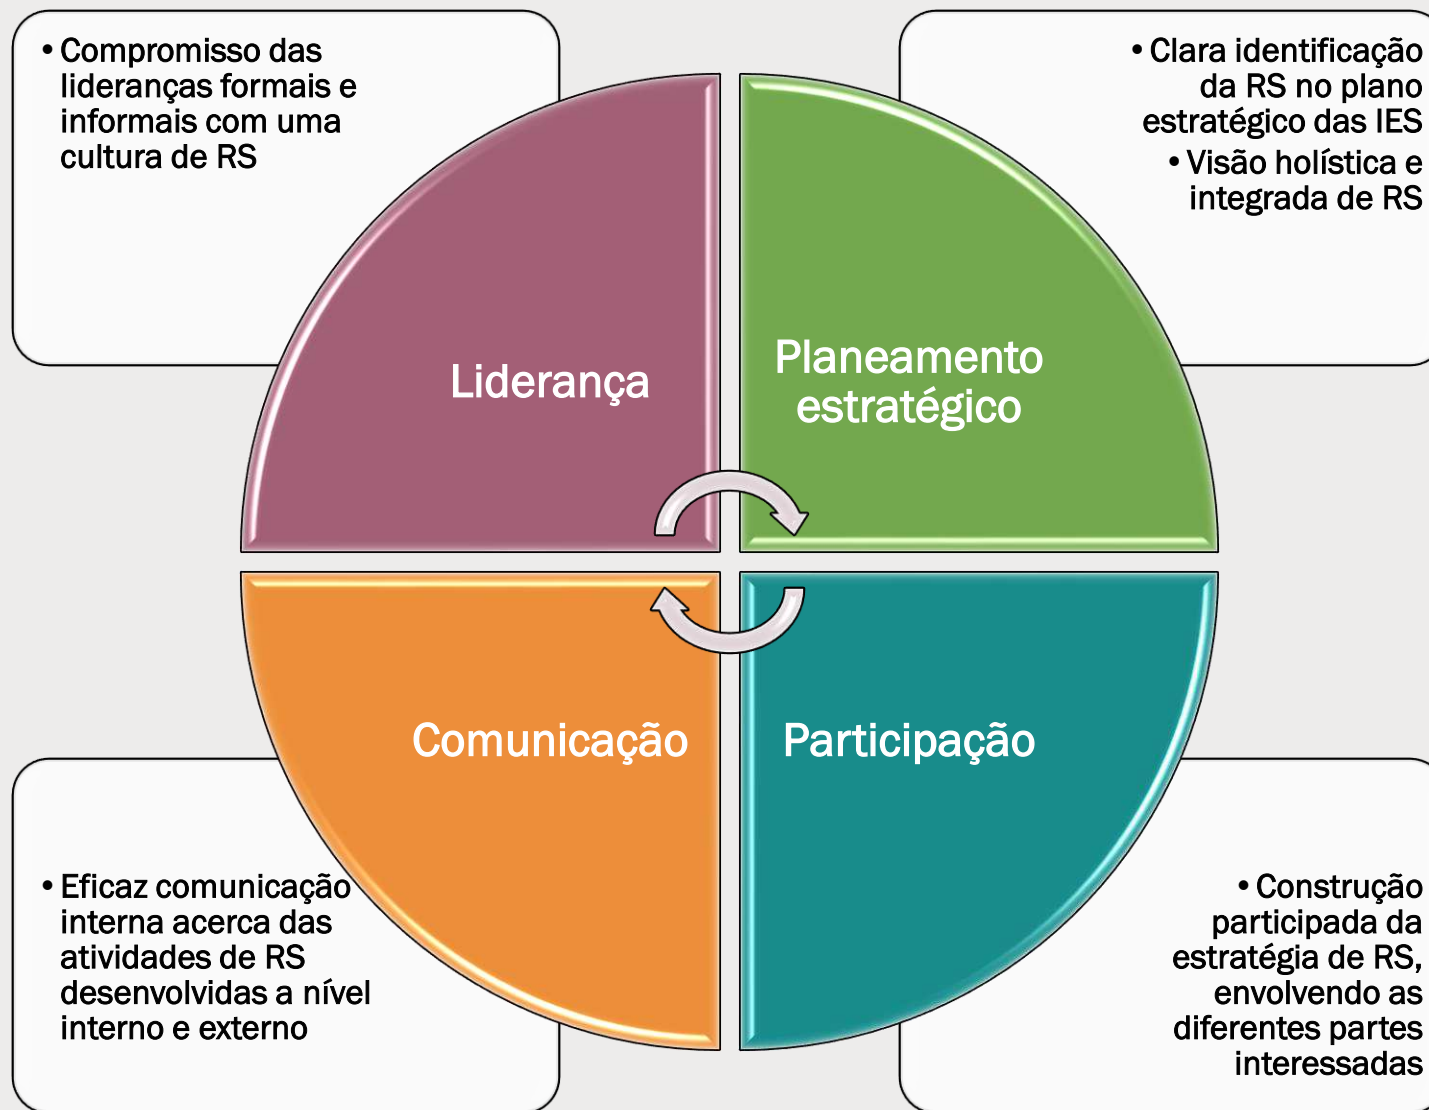 • Compromisso das
lideranças formais e
informais com uma
cultura de RS
• Clara identificação
da RS no plano
estratégico das IES
• Visão holística e
integrada de RS
Liderança
Planeamento
estratégico
Comunicação
Participação
• Eficaz comunicação
interna acerca das
atividades de RS
desenvolvidas a nível
interno e externo
• Construção
participada da
estratégia de RS,
envolvendo as
diferentes partes
interessadas